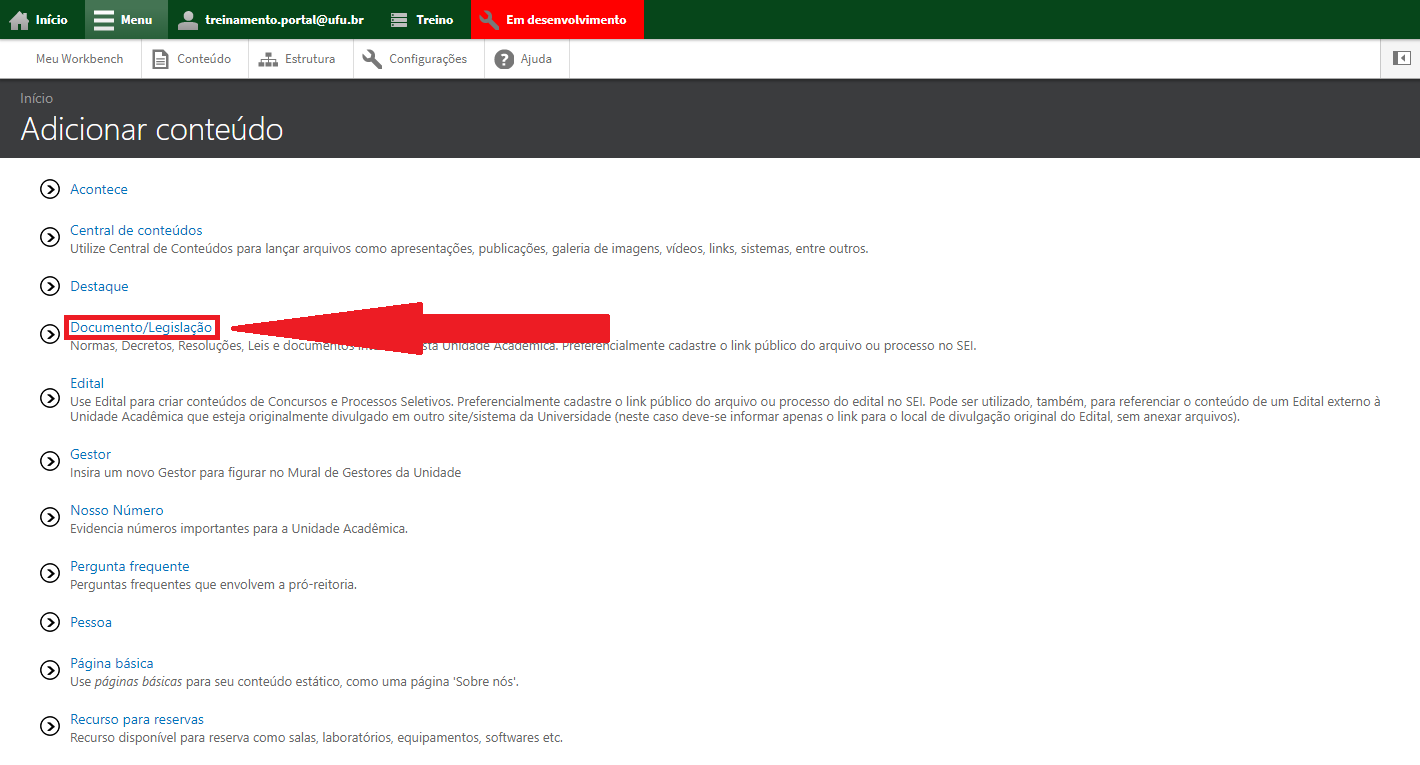 Início Menu treinamento.portal@ufu.br Treino Em desenvolvimento
Meu Workbench Conteúdo Estrutura Configurações Ajuda
Início
Adicionar conteúdo
Acontece
Central de conteúdos
Utilize Central de Conteúdos para lançar arquivos como apresentações, publicações, galeria de imagens, vídeos, links, sistemas, entre outros.
Destaque
Documento/Legislação
Normas, Decretos, Resoluções, Leis e documentos Unidade Acadêmica. Preferencialmente cadastre o link público do arquivo ou processo no SEI.
Edital
Use Edital para criar conteúdos de Concursos e Processos Seletivos. Preferencialmente cadastre o link público do arquivo ou processo do edital no SEI. Pode ser utilizado, também, para referenciar o conteúdo de um Edital externo à
Unidade Acadêmica que esteja originalmente divulgado em outro site/sistema da Universidade (neste caso deve-se informar apenas o link para o local de divulgação original do Edital, sem anexar arquivos).
Gestor
Insira um novo Gestor para figurar no Mural de Gestores da Unidade
Nosso Número
Evidencia números importantes para a Unidade Acadêmica.
Pergunta frequente
Perguntas frequentes que envolvem a pró-reitoria.
Pessoa
Página básica
Use páginas básicas para seu conteúdo estático, como uma página 'Sobre nós'.
Recurso para reservas
Recurso disponível para reserva como salas, laboratórios, equipamentos, softwares etc.